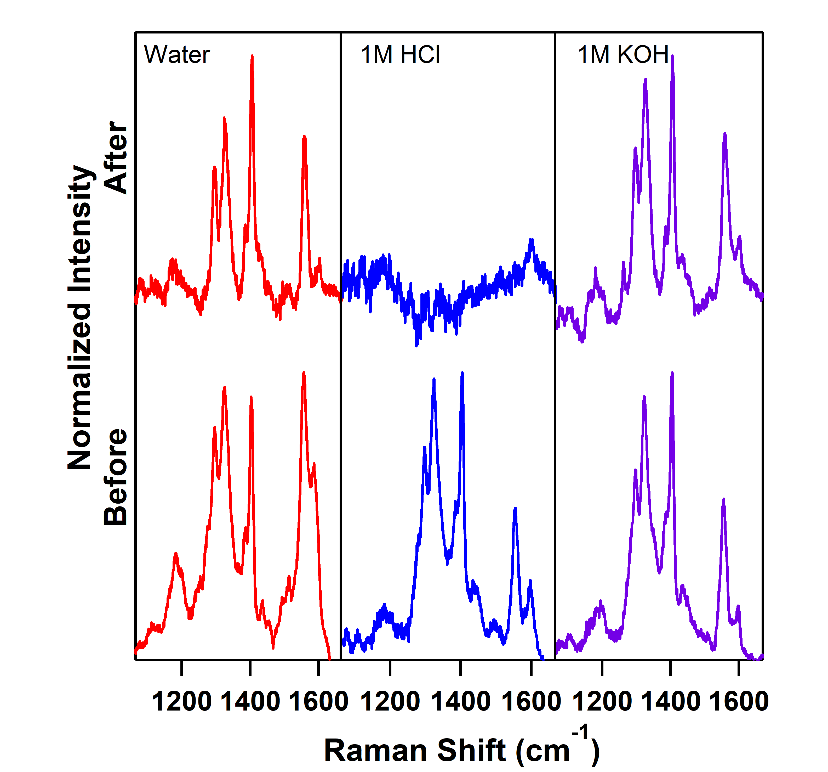 Water
1M HCl
1M KOH
After
Before
Normalized Intensity
1200 1400 1600 1200 1400 1600 1200 1400 1600
Raman Shift (cm-1)